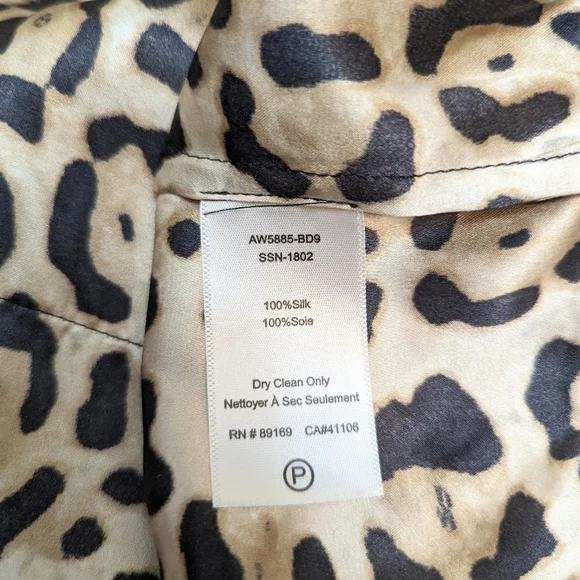 AW5885-BD9
SSN-1802
100%Silk
100%Soie
Dry Clean Only
Nettoyer À Sec Seulement
RN # 89169 CA#41106
P